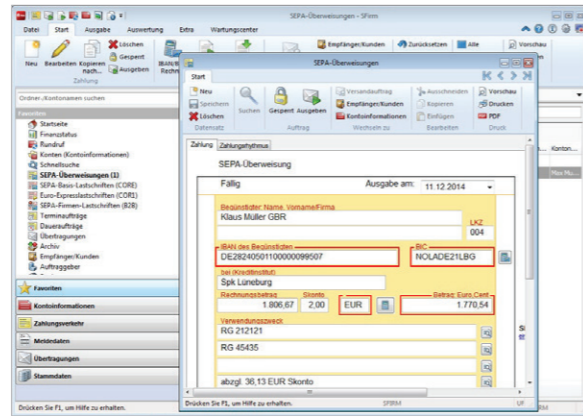 SEPA-Überweisungen - SFirm
Datei Start Ausgabe Auswertung Extra Wartungscenter
Neu Bearbeiten Kopieren nach...
Löschen
Gesperrt
Ausgeben
Zahlung
Empfänger/Kunden Zurücksetzen Alle Vorschau
Ordner-/Kontonamen suchen
Favoriten
Startseite
Finanzstatus
Rundruf
Konten (Kontoinformationen)
Schnellsuche
SEPA-Überweisungen (1)
SEPA-Basis-Lastschriften (CORE)
Euro-Expresslastschriften (COR1)
SEPA-Firmen-Lastschriften (B2B)
Terminaufträge
Daueraufträge
Übertragungen
Archiv
Empfänger/Kunden
Auftraggeber
Favoriten
Kontoinformationen
Zahlungsverkehr
Meldedaten
Übertragungen
Stammdaten
Drücken Sie F1, um Hilfe zu erhalten.
SEPA-Überweisungen
Start
Neu
Speichern
Löschen
Datensatz
Suchen
Gesperrt Ausgeben
Auftrag
Versandauftrag
Empfänger/Kunden
Kontoinformationen
Wechseln zu
Ausschneiden
Kopieren
Einfügen
Bearbeiten
Vorschau
Drucken
PDF
Druck
Zahlung Zahlungsrhythmus
SEPA-Überweisung
Fällig Ausgabe am: 11.12.2014
Begünstigter: Name, Vorname/Firma
Klaus Müller GBR
LKZ
004
IBAN des Begünstigten BIC
DE28240501100000099507 NOLADE21LBG
bei (Kreditinstitut)
Spk Lüneburg
Rechnungsbetrag Skonto Betrag: Euro,Cent
1.806,67 2,00 EUR 1.770,54
Verwendungszweck
RG 212121
RG 45435
abzgl. 36,13 EUR Skonto
Drücken Sie F1, um Hilfe zu erhalten. SFIRM UF
Konton...